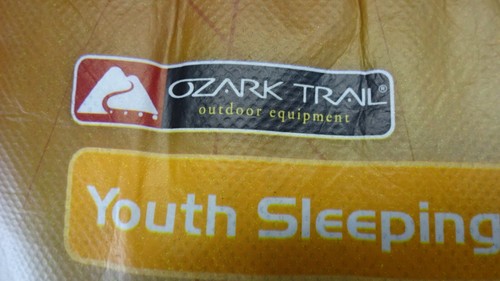 OZARK TRAIL®
outdoor equipment
Youth Sleeping